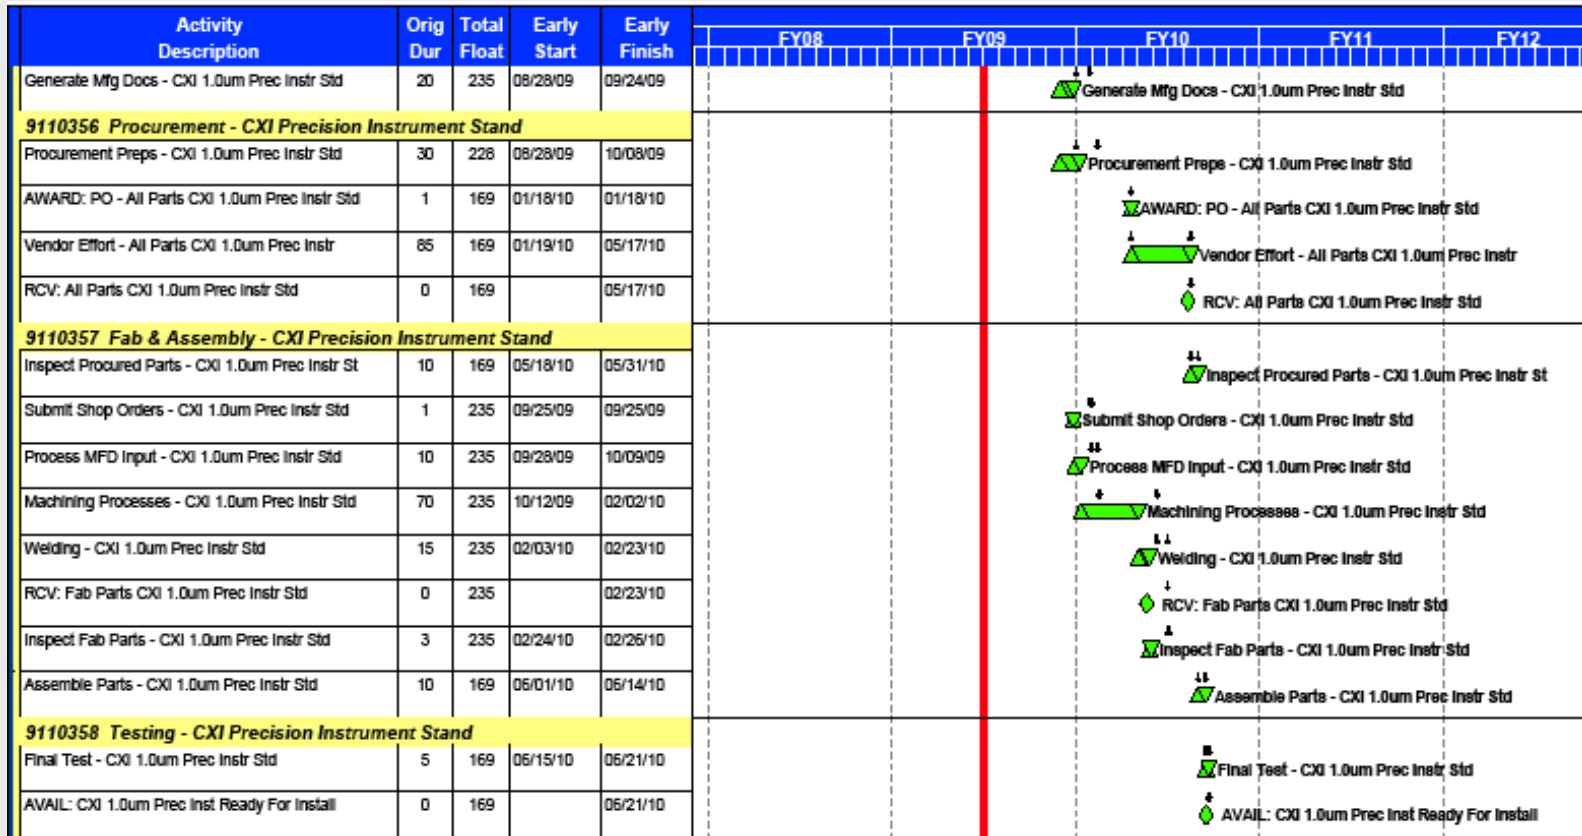 Activity Description Orig Dur Total Float Early Start Early Finish FY08 FY09 FY10 FY11 FY12
Generate Mfg Docs - CXI 1.0um Prec Instr Std 20 235 08/28/09 09/24/09 Generate Mfg Docs - CXI 1.0um Prec Instr Std
9110356 Procurement - CXI Precision Instrument Stand
Procurement Preps - CXI 1.0um Prec Instr Std 30 228 08/28/09 10/08/09 Procurement Preps - CXI 1.0um Prec Instr Std
AWARD: PO - All Parts CXI 1.0um Prec Instr Std 1 169 01/18/10 01/18/10 AWARD: PO - All Parts CXI 1.0um Prec Instr Std
Vendor Effort - All Parts CXI 1.0um Prec Instr 85 169 01/19/10 05/17/10 Vendor Effort - All Parts CXI 1.0um Prec Instr
RCV: All Parts CXI 1.0um Prec Instr Std 0 169 05/17/10 RCV: All Parts CXI 1.0um Prec Instr Std
9110357 Fab & Assembly - CXI Precision Instrument Stand
Inspect Procured Parts - CXI 1.0um Prec Instr St 10 169 05/18/10 05/31/10 Inspect Procured Parts - CXI 1.0um Prec Instr St
Submit Shop Orders - CXI 1.0um Prec Instr Std 1 235 09/25/09 09/25/09 Submit Shop Orders - CXI 1.0um Prec Instr Std
Process MFD Input - CXI 1.0um Prec Instr Std 10 235 09/28/09 10/09/09 Process MFD Input - CXI 1.0um Prec Instr Std
Machining Processes - CXI 1.0um Prec Instr Std 70 235 10/12/09 02/02/10 Machining Processes - CXI 1.0um Prec Instr Std
Welding - CXI 1.0um Prec Instr Std 15 235 02/03/10 02/23/10 Welding - CXI 1.0um Prec Instr Std
RCV: Fab Parts CXI 1.0um Prec Instr Std 0 235 02/23/10 RCV: Fab Parts CXI 1.0um Prec Instr Std
Inspect Fab Parts - CXI 1.0um Prec Instr Std 3 235 02/24/10 02/26/10 Inspect Fab Parts - CXI 1.0um Prec Instr Std
Assemble Parts - CXI 1.0um Prec Instr Std 10 169 06/01/10 06/14/10 Assemble Parts - CXI 1.0um Prec Instr Std
9110358 Testing - CXI Precision Instrument Stand
Final Test - CXI 1.0um Prec Instr Std 5 169 06/15/10 06/21/10 Final Test - CXI 1.0um Prec Instr Std
AVAIL: CXI 1.0um Prec Inst Ready For Install 0 169 06/21/10 AVAIL: CXI 1.0um Prec Inst Ready For Install